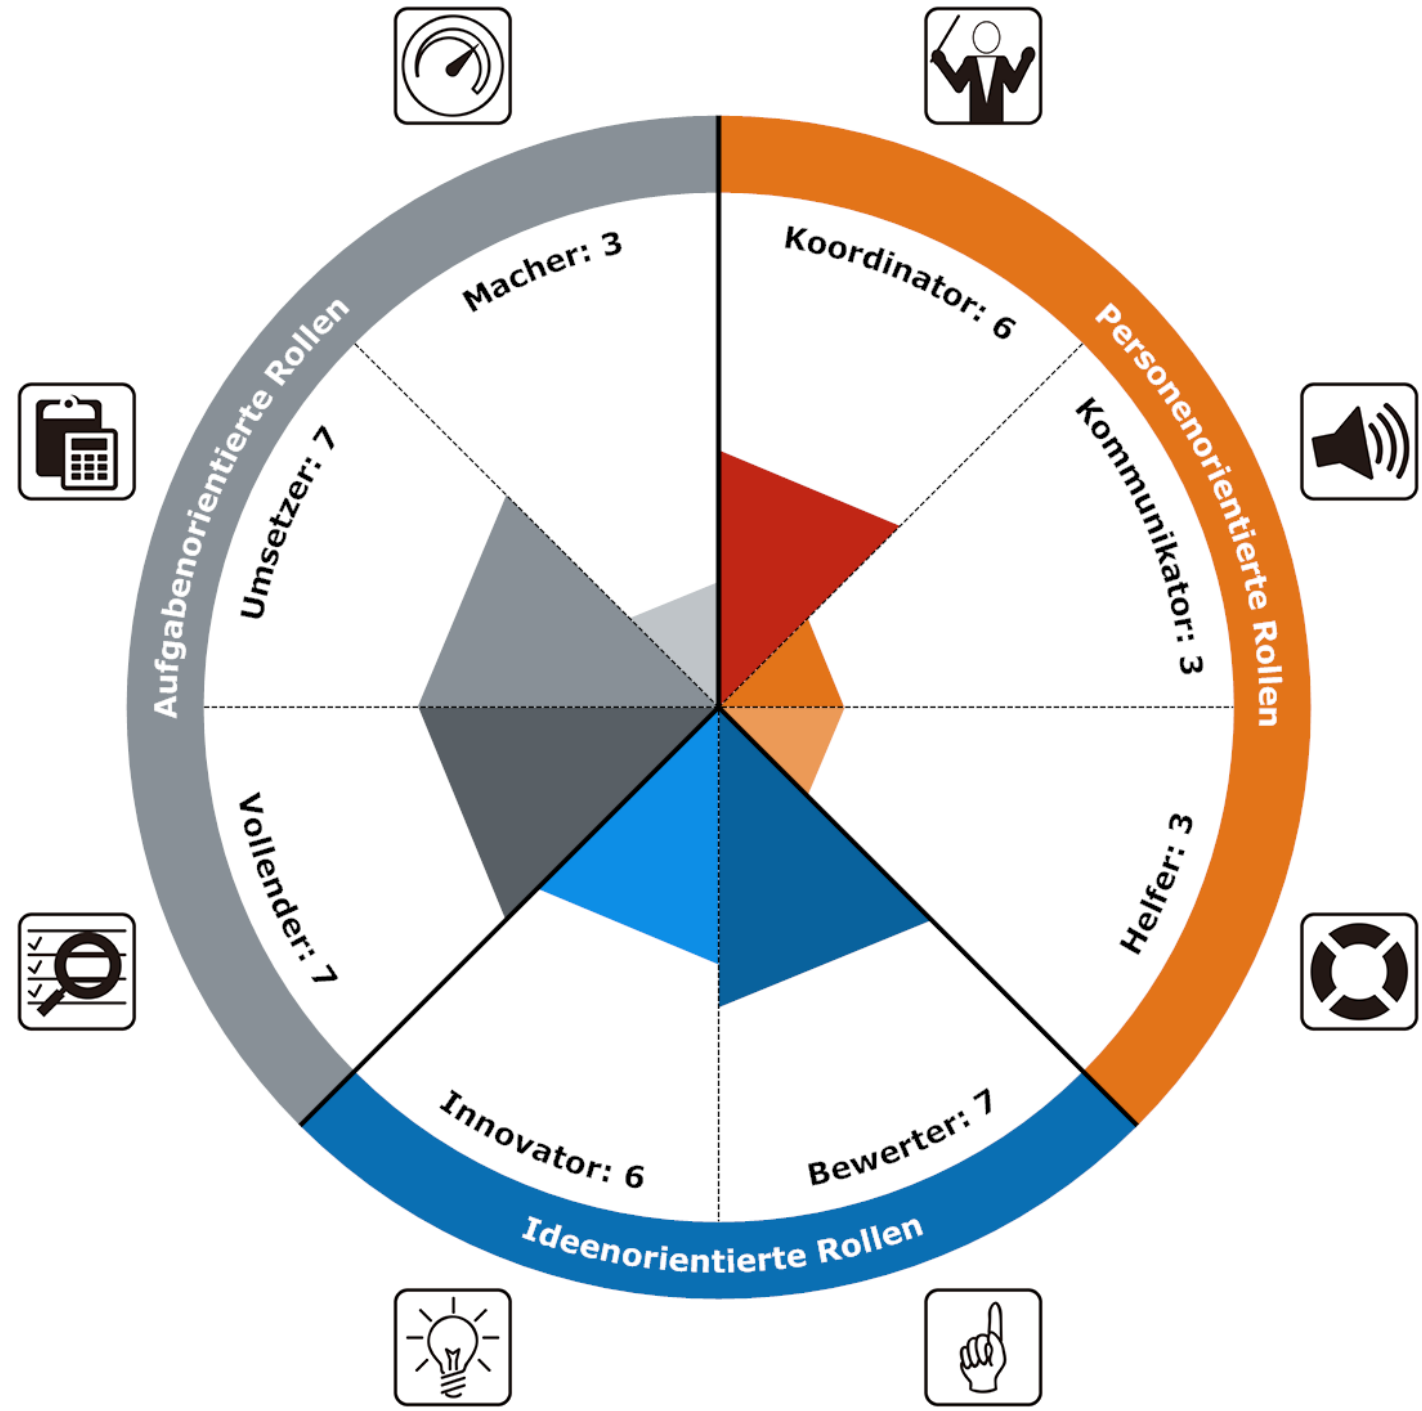 Macher: 3
Koordinator: 6
Aufgabenorientierte Rollen
Personenorientierte Rollen
Umsetzer: 7
Kommunikator: 3
Vollender: 7
Helfer: 3
Innovator: 6
Bewerter: 7
Ideenorientierte Rollen